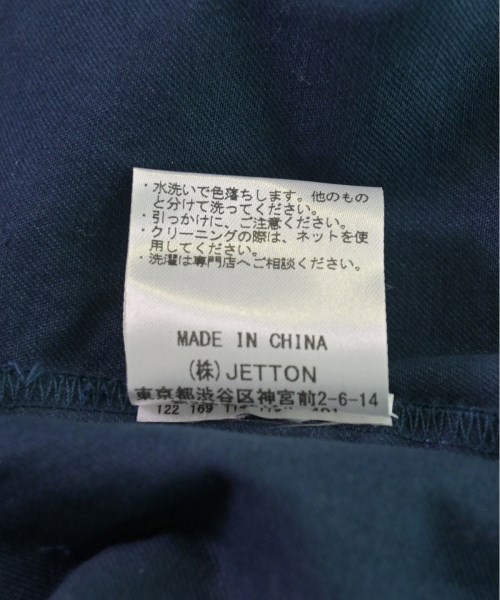 ・水洗いで色落ちします。他のもの
と分けて洗ってください。
・引っかけに、ご注意ください。
・クリーニングの際は、ネットを使
用してください。
・洗濯は専門店へご相談ください。
MADE IN CHINA
(株)JETTON
東京都渋谷区神宮前2-6-14
122 169